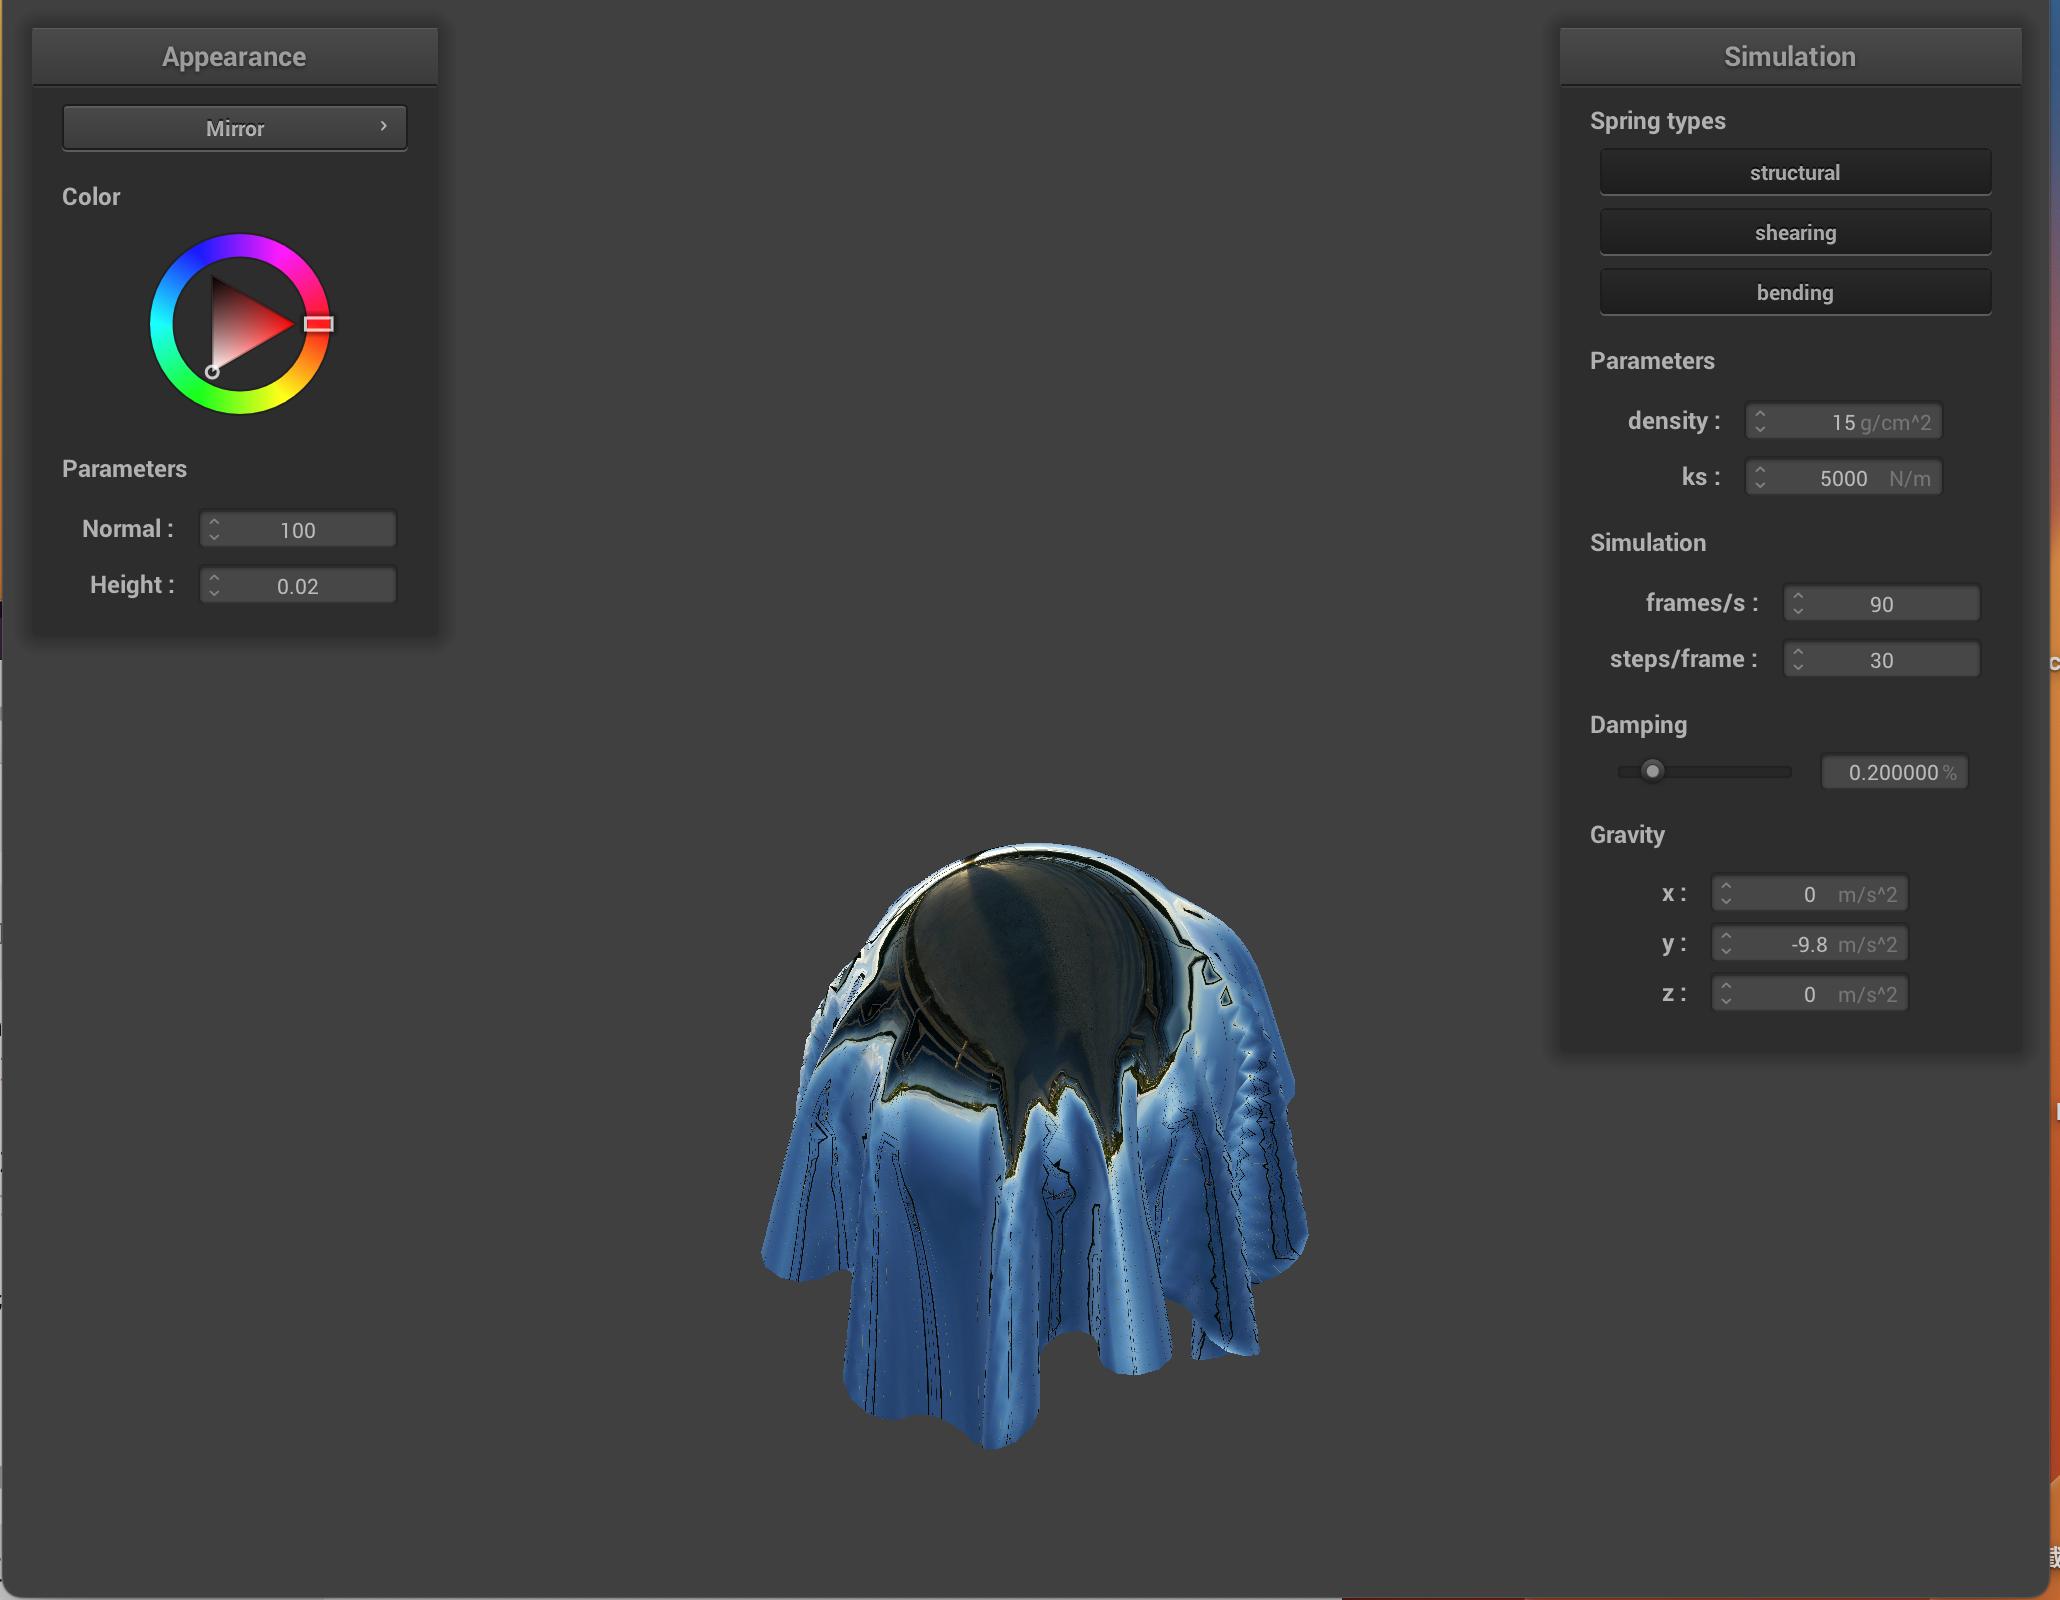 Appearance
Mirror
Color
Parameters
Normal :
100
Height :
0.02
Simulation
Spring types
structural
shearing
bending
Parameters
density :
15 g/cm^2
ks :
5000 N/m
Simulation
frames/s :
90
steps/frame :
30
Damping
0.200000 %
Gravity
x :
0 m/s^2
y :
-9.8 m/s^2
z :
0 m/s^2